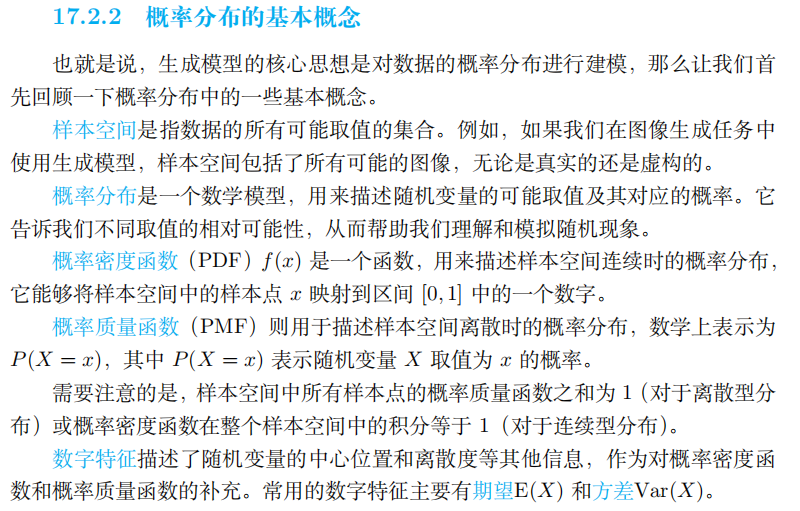 17.2.2 概率分布的基本概念
也就是说，生成模型的核心思想是对数据的概率分布进行建模，那么让我们首
先回顾一下概率分布中的一些基本概念。
样本空间是指数据的所有可能取值的集合。例如，如果我们在图像生成任务中
使用生成模型，样本空间包括了所有可能的图像，无论是真实的还是虚构的。
概率分布是一个数学模型，用来描述随机变量的可能取值及其对应的概率。它
告诉我们不同取值的相对可能性，从而帮助我们理解和模拟随机现象。
概率密度函数（PDF）f(x) 是一个函数，用来描述样本空间连续时的概率分布，
它能够将样本空间中的样本点 x 映射到区间 [0,1] 中的一个数字。
概率质量函数（PMF）则用于描述样本空间离散时的概率分布，数学上表示为
P(X = x)，其中 P(X = x) 表示随机变量 X 取值为 x 的概率。
需要注意的是，样本空间中所有样本点的概率质量函数之和为 1（对于离散型分
布）或概率密度函数在整个样本空间中的积分等于 1（对于连续型分布）。
数字特征描述了随机变量的中心位置和离散度等其他信息，作为对概率密度函
数和概率质量函数的补充。常用的数字特征主要有期望E(X) 和方差Var(X)。